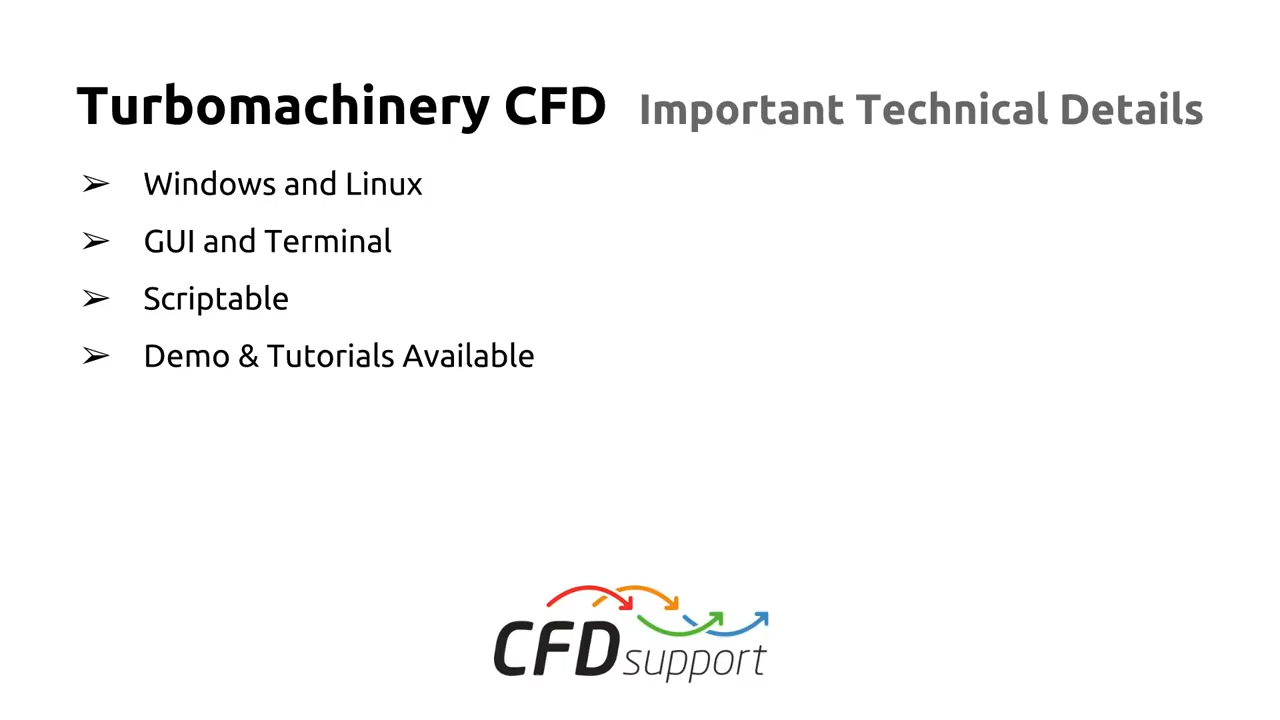 Turbomachinery CFD Important Technical Details
➢ Windows and Linux
➢ GUI and Terminal
➢ Scriptable
➢ Demo & Tutorials Available
CFD support